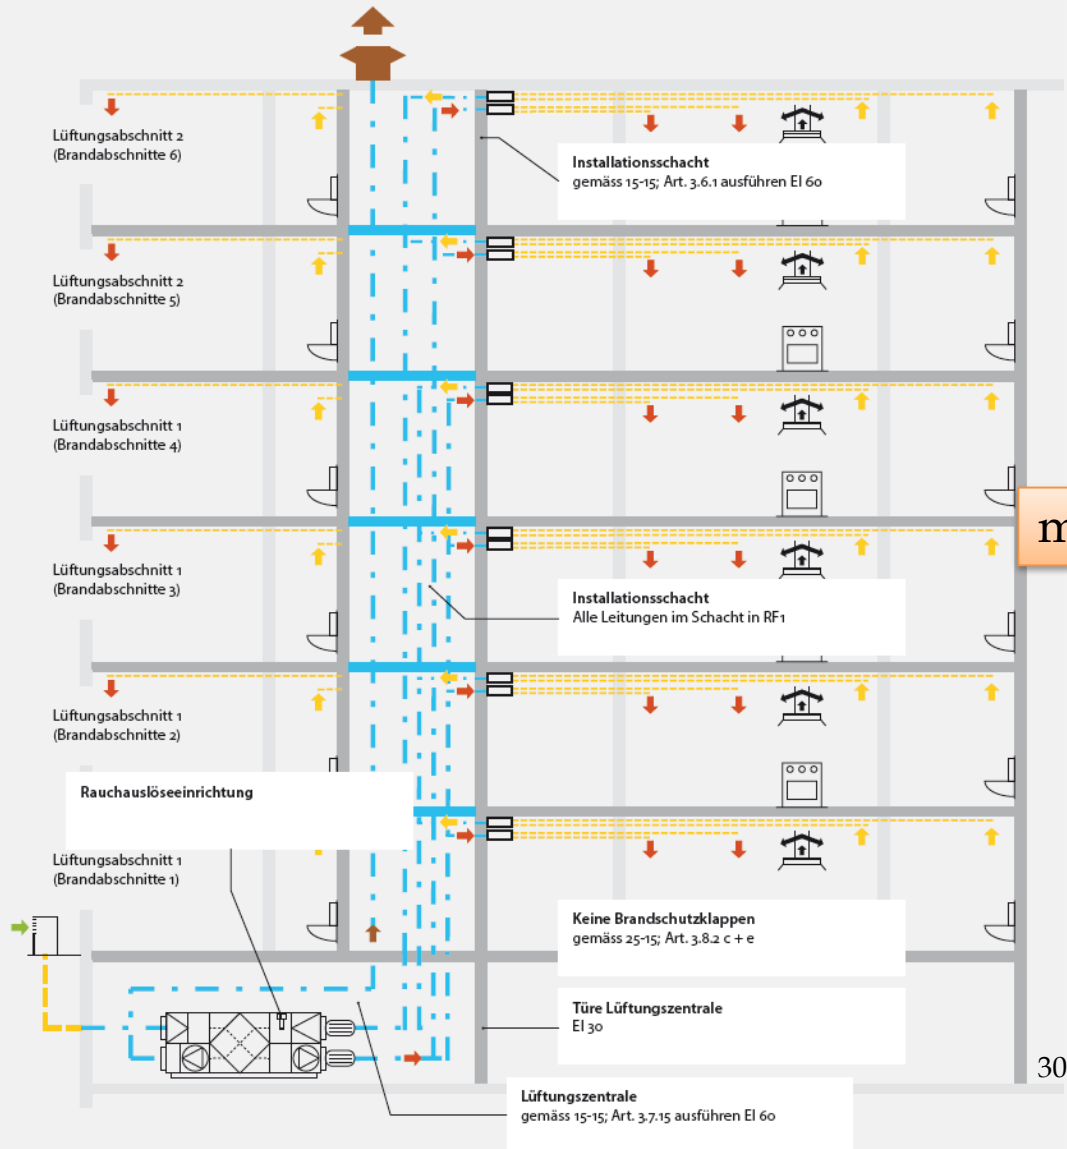 Lüftungsabschnitt 2
(Brandabschnitte 6)
Installationsschacht
gemäss 15-15; Art. 3.6.1 ausführen EI 60
Lüftungsabschnitt 2
(Brandabschnitte 5)
Lüftungsabschnitt 1
(Brandabschnitte 4)
m
Lüftungsabschnitt 1
(Brandabschnitte 3)
Installationsschacht
Alle Leitungen im Schacht in RF1
Lüftungsabschnitt 1
(Brandabschnitte 2)
Rauchauslöseeinrichtung
Lüftungsabschnitt 1
(Brandabschnitte 1)
Keine Brandschutzklappen
gemäss 25-15; Art. 3.8.2 c + e
Türe Lüftungszentrale
EI 30
30
Lüftungszentrale
gemäss 15-15; Art. 3.7.15 ausführen EI 60